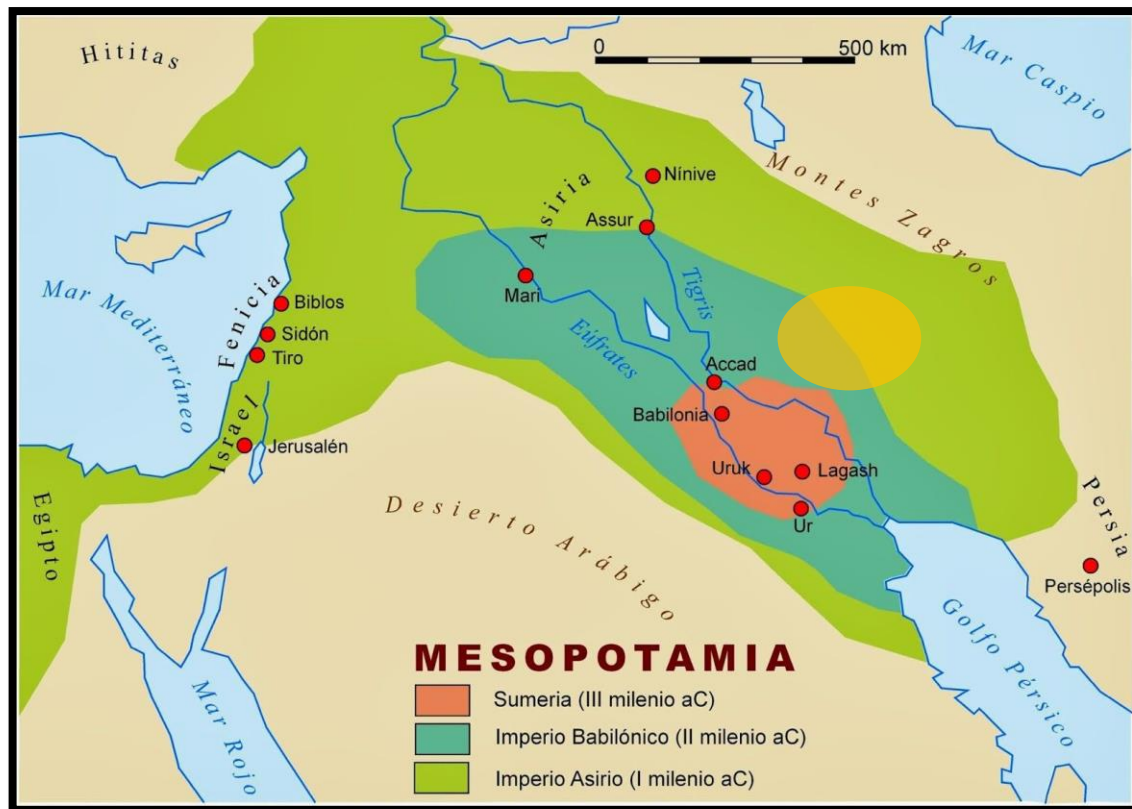 Hititas
0
500 km
Mar Caspio
Montes Zagros
Nínive
Asiria
Assur
Mari
Tigris
Éufrates
Mar Mediterráneo
Fenicia
Biblos
Sidón
Tiro
Accad
Babilonia
Israel
Jerusalén
Uruk
Lagash
Ur
Egipto
Desierto Arábigo
Persia
Persépolis
Golfo Pérsico
Mar Rojo
MESOPOTAMIA
Sumeria (III milenio aC)
Imperio Babilónico (II milenio aC)
Imperio Asirio (I milenio aC)